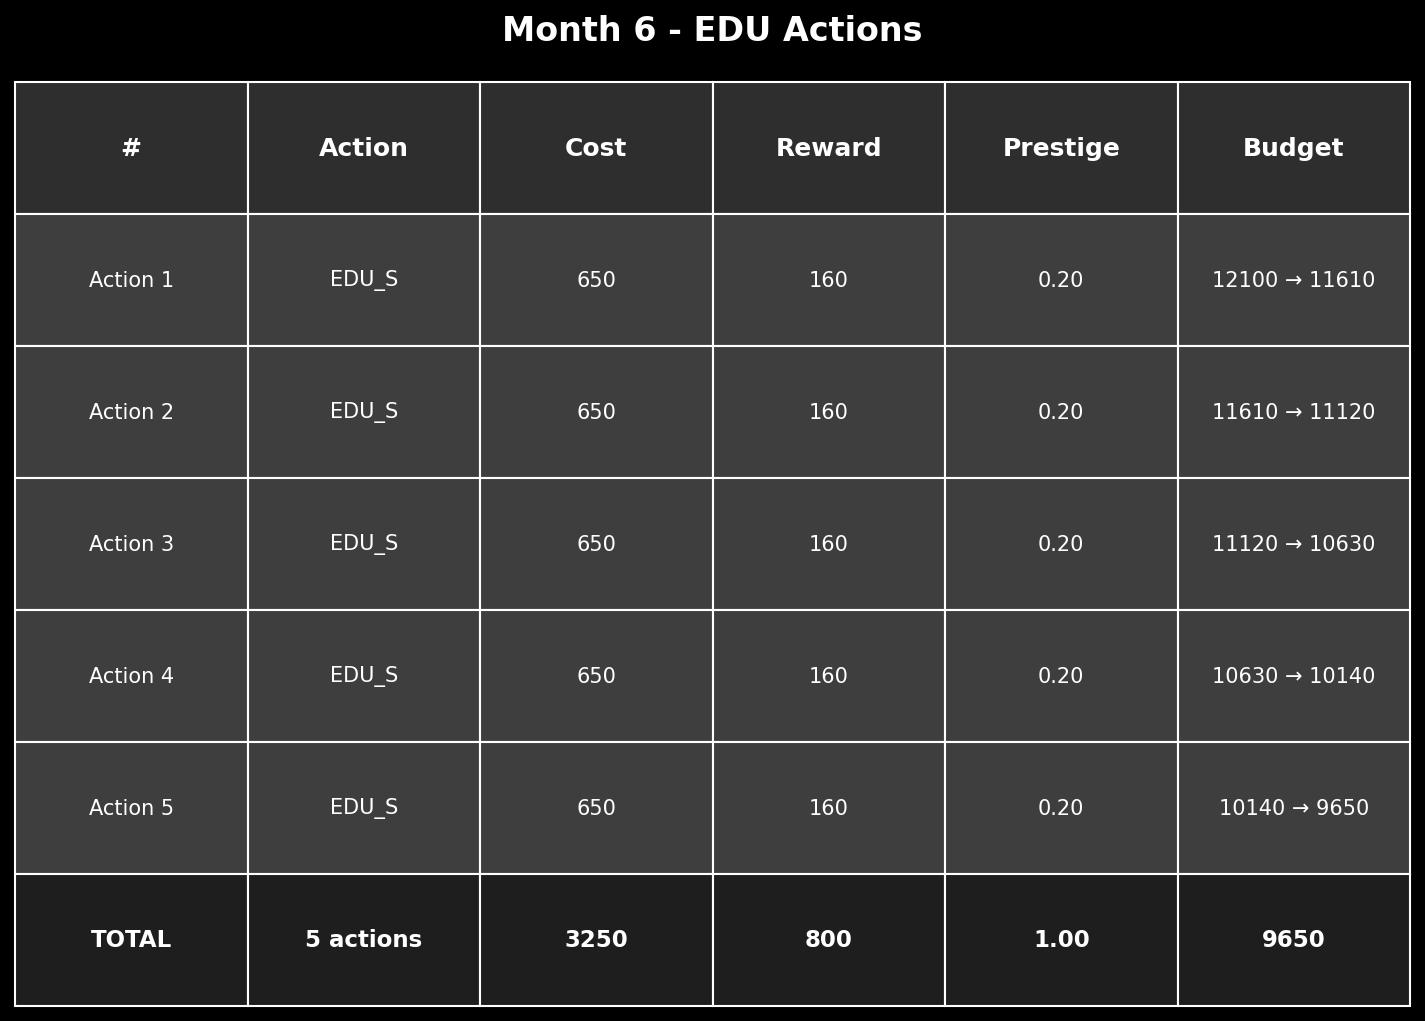 Month 6 - EDU Actions
# Action Cost Reward Prestige Budget
Action 1 EDU_S 650 160 0.20 12100 → 11610
Action 2 EDU_S 650 160 0.20 11610 → 11120
Action 3 EDU_S 650 160 0.20 11120 → 10630
Action 4 EDU_S 650 160 0.20 10630 → 10140
Action 5 EDU_S 650 160 0.20 10140 → 9650
TOTAL 5 actions 3250 800 1.00 9650